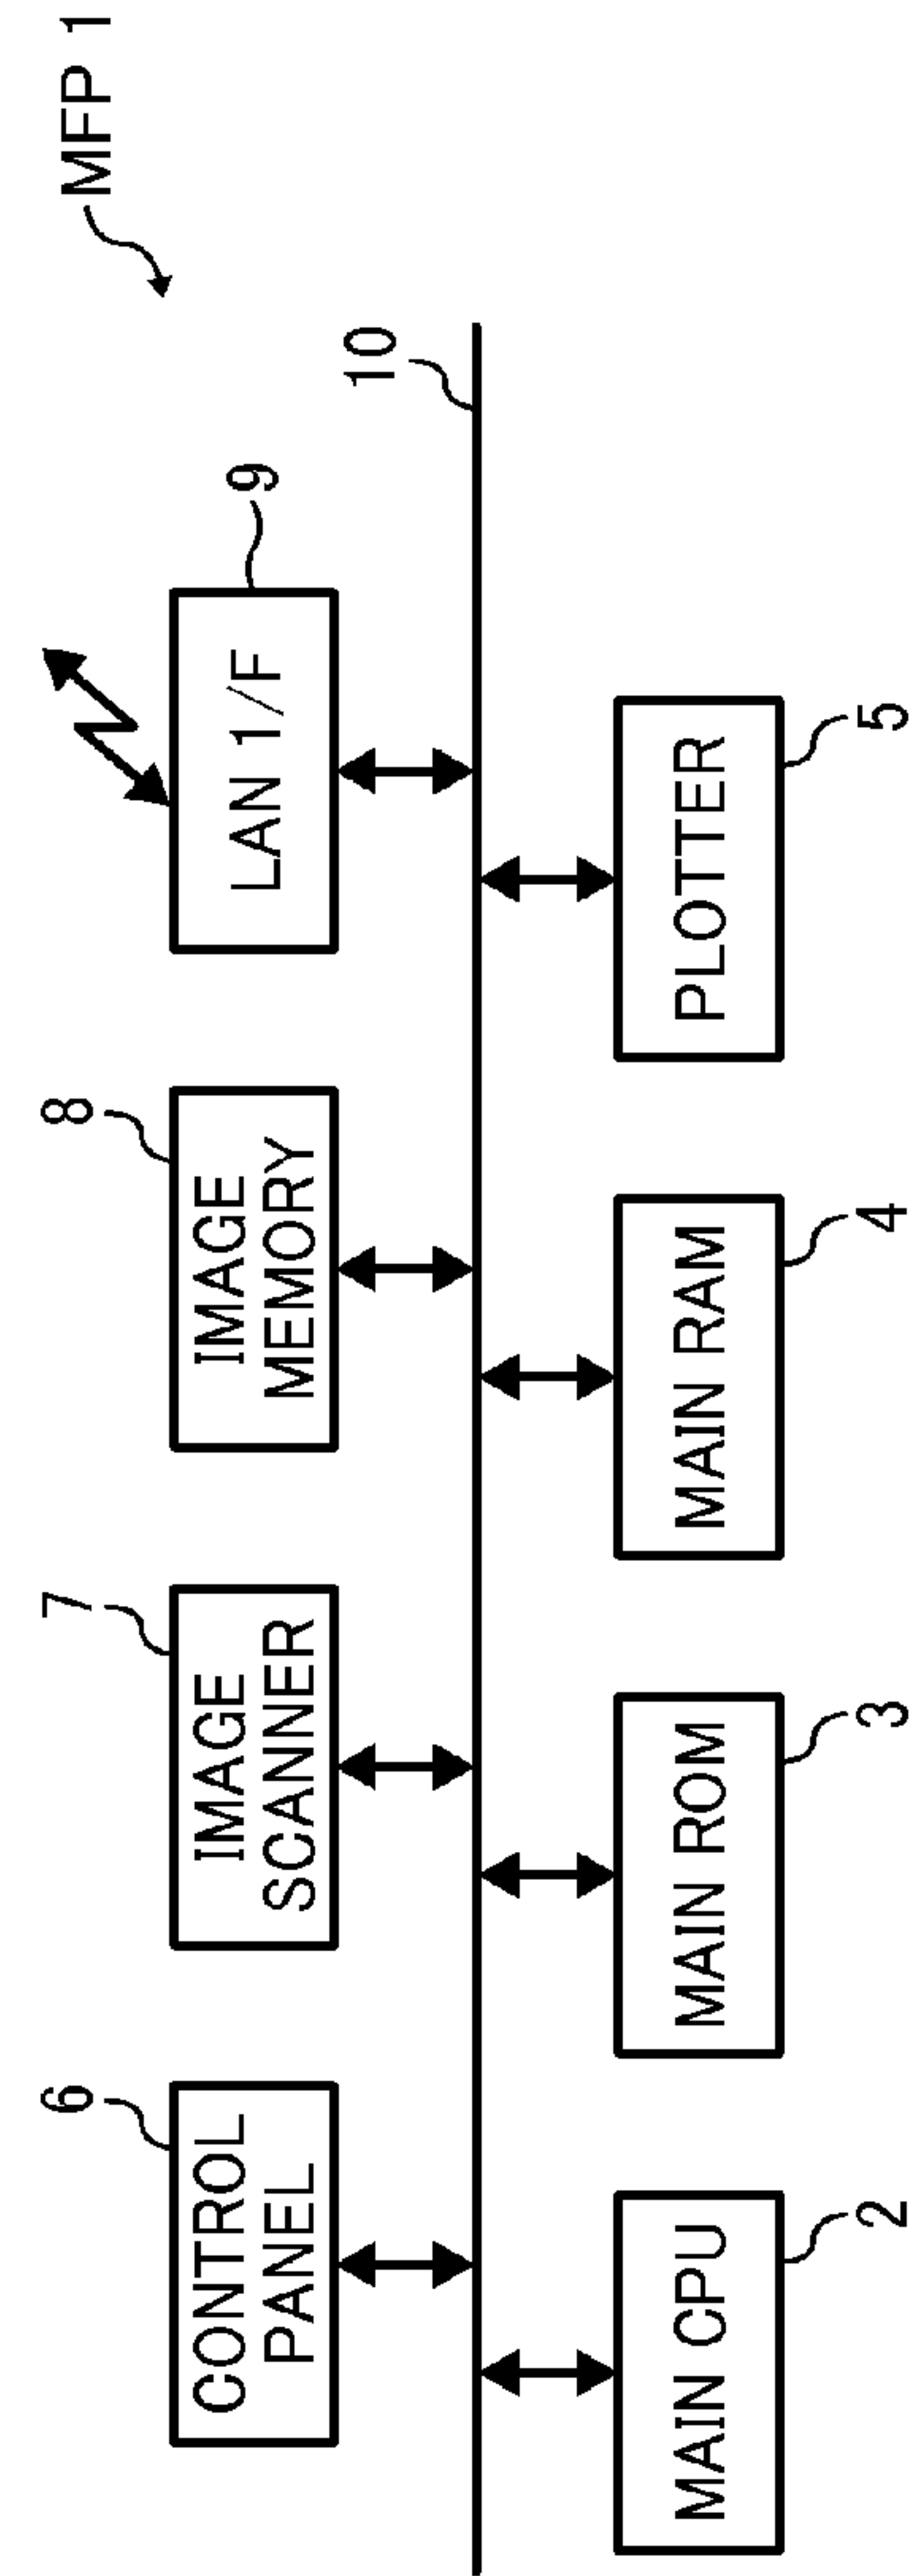 MFP 1
6
7
8
9
10
CONTROL
PANEL
IMAGE
SCANNER
IMAGE
MEMORY
LAN 1/F
MAIN CPU
MAIN ROM
MAIN RAM
PLOTTER
2
3
4
5